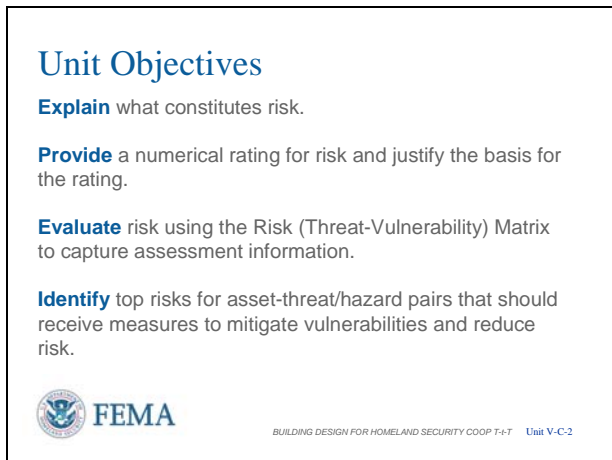 Unit Objectives
Explain what constitutes risk.
Provide a numerical rating for risk and justify the basis for
the rating.
Evaluate risk using the Risk (Threat-Vulnerability) Matrix
to capture assessment information.
Identify top risks for asset-threat/hazard pairs that should
receive measures to mitigate vulnerabilities and reduce
risk.
FEMA
BUILDING DESIGN FOR HOMELAND SECURITY COOP T-t-T Unit V-C-2